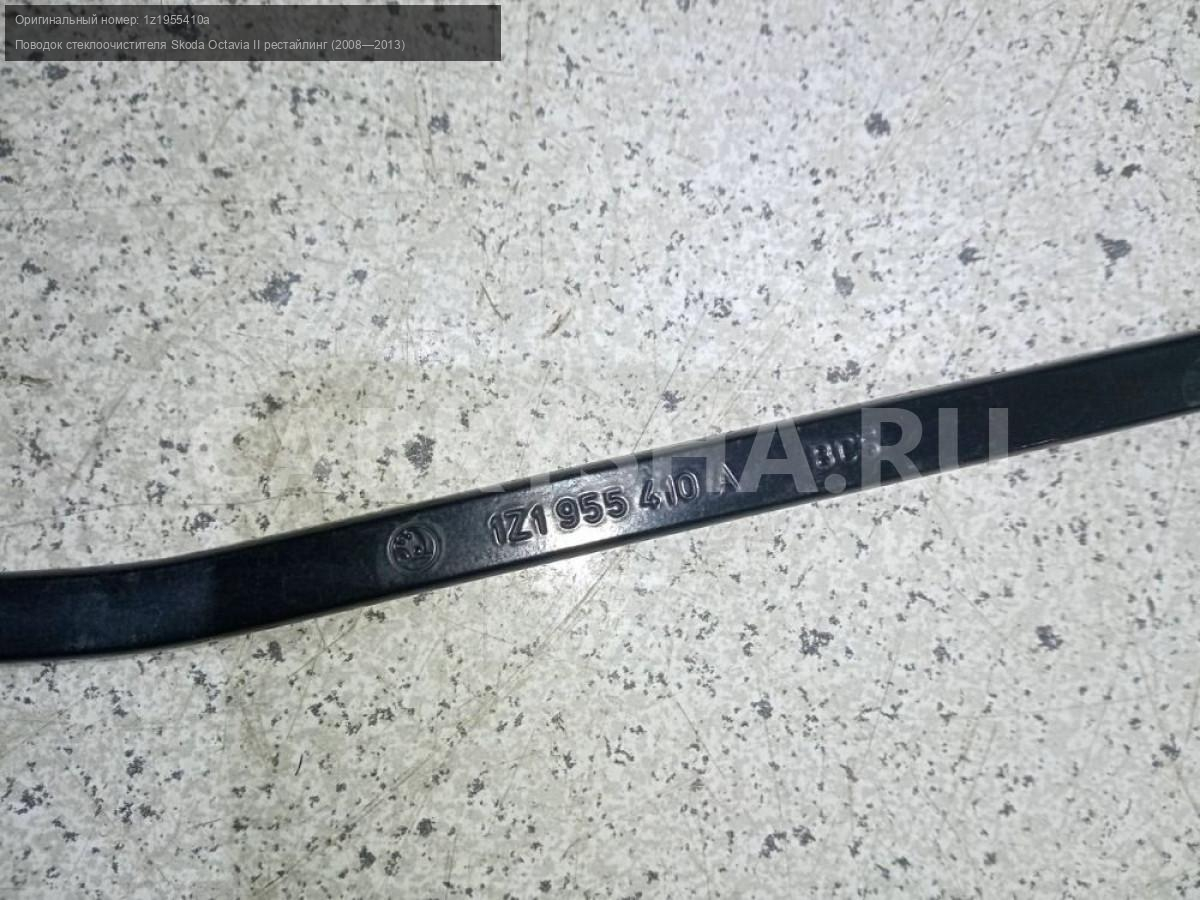 Оригинальный номер: 1z1955410a
Поводок стеклоочистителя Skoda Octavia II рестайлинг (2008—2013)
1Z1 955 410 A